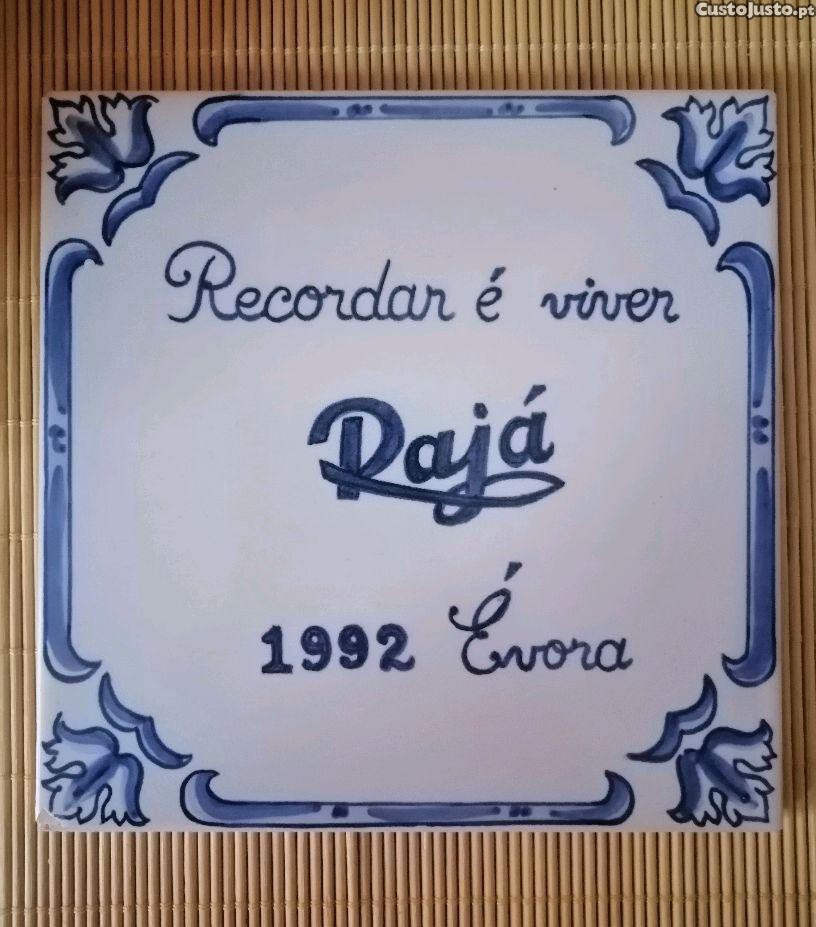 CustoJusto.pt
Recordar é viver
Rajá
1992 Évora